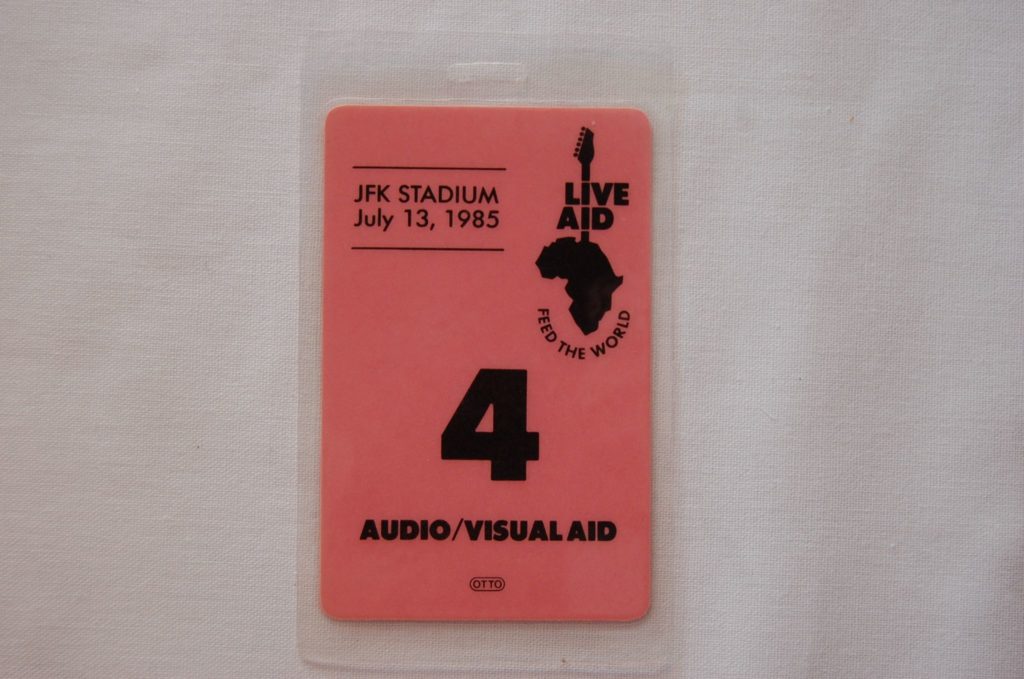 JFK STADIUM
July 13, 1985
LIVE
AID
FEED THE WORLD
4
AUDIO/VISUAL AID
OTTO